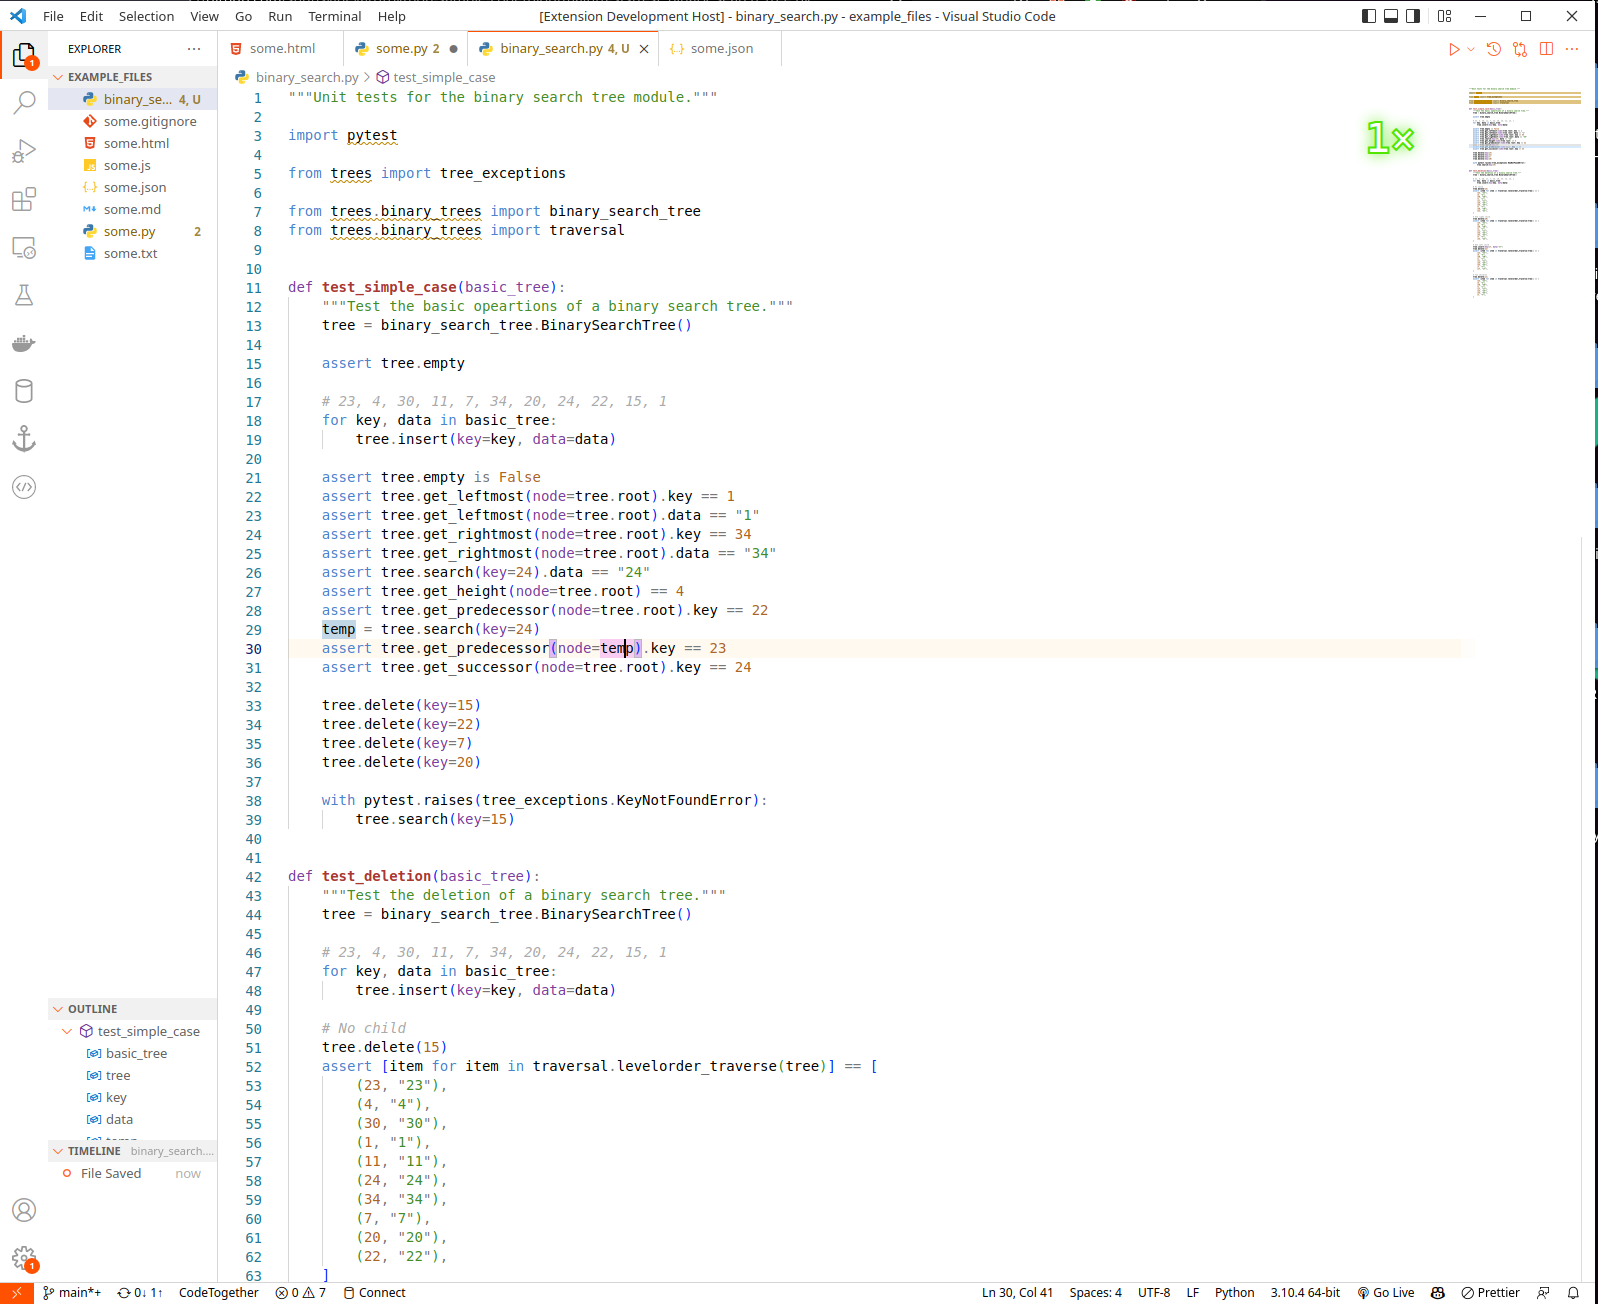 File Edit Selection View Go Run Terminal Help [Extension Development Host] - binary_search.py - example_files - Visual Studio Code
EXPLORER
some.html some.py 2 binary_search.py 4, U some.json
EXAMPLE_FILES
binary_se... 4, U
some.gitignore
some.html
some.js
some.json
some.md
some.py 2
some.txt
OUTLINE
test_simple_case
basic_tree
tree
key
data
TIMELINE binary_search....
File Saved now
1
1
binary_search.py > test_simple_case
1×
1 """Unit tests for the binary search tree module."""
2
3 import pytest
4
5 from trees import tree_exceptions
6
7 from trees.binary_trees import binary_search_tree
8 from trees.binary_trees import traversal
9
10
11 def test_simple_case(basic_tree):
12 """Test the basic opeartions of a binary search tree."""
13 tree = binary_search_tree.BinarySearchTree()
14
15 assert tree.empty
16
17 # 23, 4, 30, 11, 7, 34, 20, 24, 22, 15, 1
18 for key, data in basic_tree:
19 tree.insert(key=key, data=data)
20
21 assert tree.empty is False
22 assert tree.get_leftmost(node=tree.root).key == 1
23 assert tree.get_leftmost(node=tree.root).data == "1"
24 assert tree.get_rightmost(node=tree.root).key == 34
25 assert tree.get_rightmost(node=tree.root).data == "34"
26 assert tree.search(key=24).data == "24"
27 assert tree.get_height(node=tree.root) == 4
28 assert tree.get_predecessor(node=tree.root).key == 22
29 temp = tree.search(key=24)
30 assert tree.get_predecessor(node=temp).key == 23
31 assert tree.get_successor(node=tree.root).key == 24
32
33 tree.delete(key=15)
34 tree.delete(key=22)
35 tree.delete(key=7)
36 tree.delete(key=20)
37
38 with pytest.raises(tree_exceptions.KeyNotFoundError):
39 tree.search(key=15)
40
41
42 def test_deletion(basic_tree):
43 """Test the deletion of a binary search tree."""
44 tree = binary_search_tree.BinarySearchTree()
45
46 # 23, 4, 30, 11, 7, 34, 20, 24, 22, 15, 1
47 for key, data in basic_tree:
48 tree.insert(key=key, data=data)
49
50 # No child
51 tree.delete(15)
52 assert [item for item in traversal.levelorder_traverse(tree)] == [
53 (23, "23"),
54 (4, "4"),
55 (30, "30"),
56 (1, "1"),
57 (11, "11"),
58 (24, "24"),
59 (34, "34"),
60 (7, "7"),
61 (20, "20"),
62 (22, "22"),
63 ]
main*+ 0↓ 1↑ CodeTogether 0 7 Connect Ln 30, Col 41 Spaces: 4 UTF-8 LF Python 3.10.4 64-bit Go Live Prettier